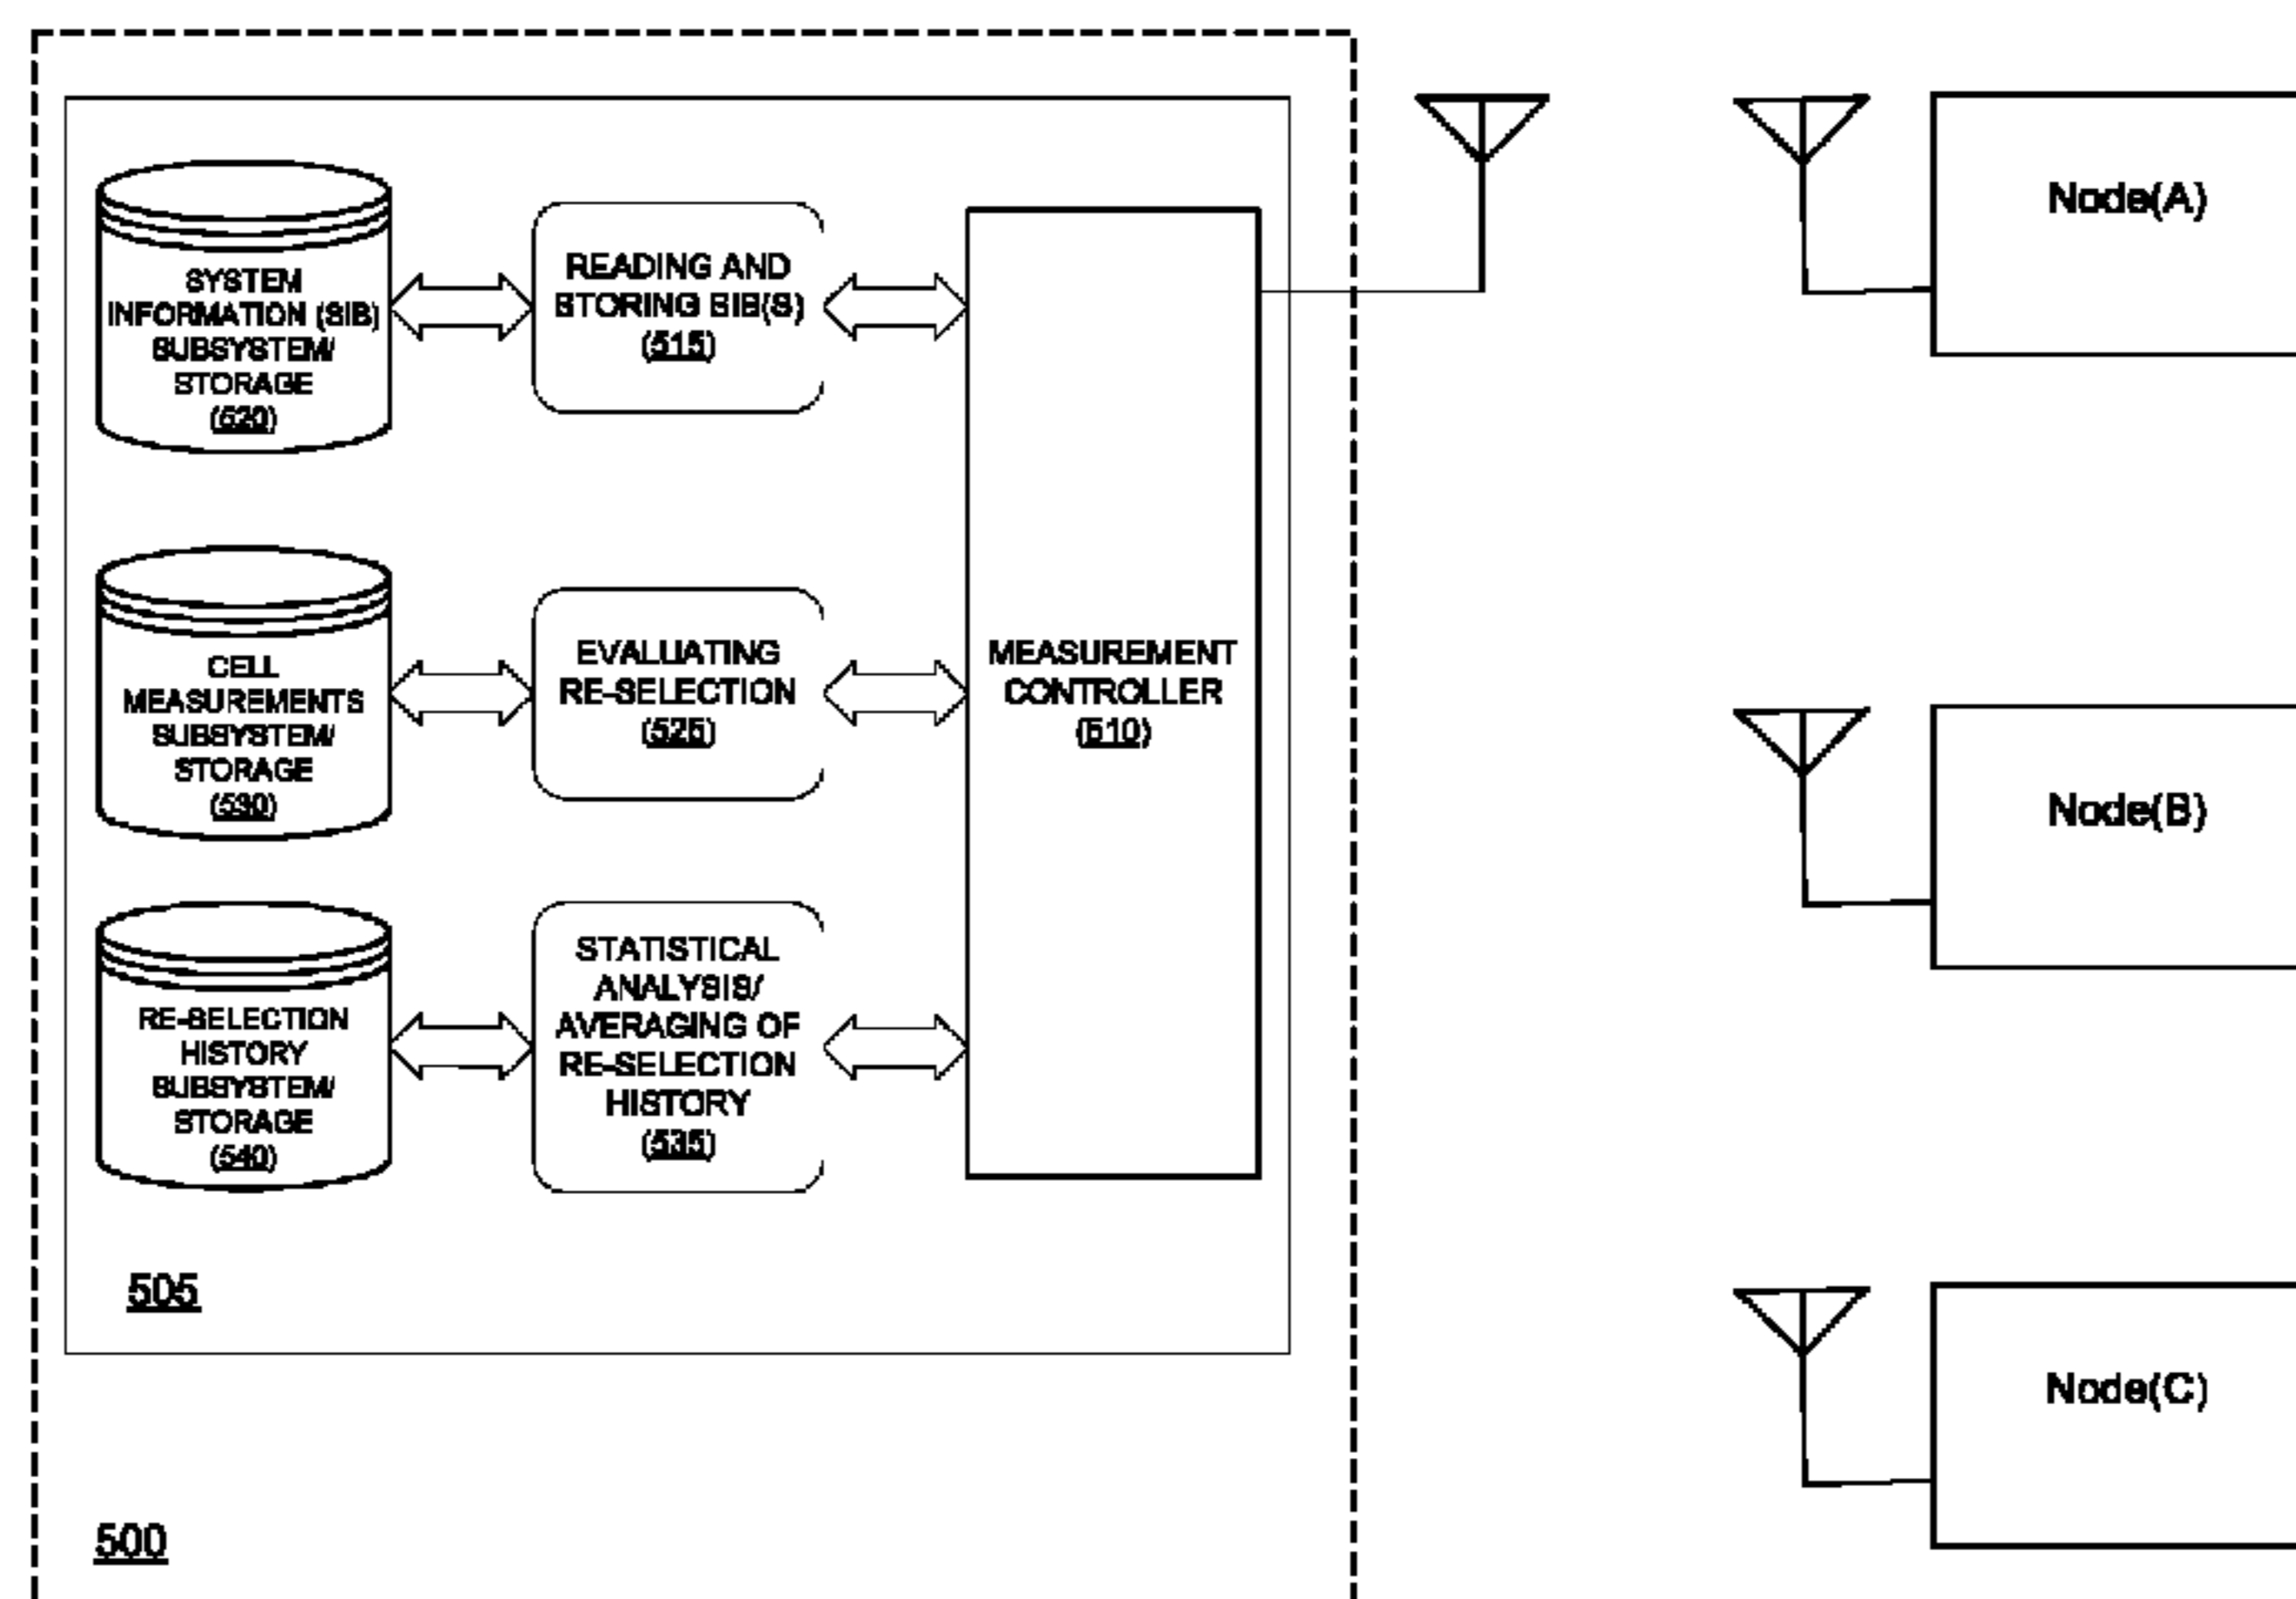 SYSTEM
INFORMATION (SIB)
SUBSYSTEM/
STORAGE
(520)
READING AND
STORING SIB(S)
(515)
CELL
MEASUREMENTS
SUBSYSTEM/
STORAGE
(530)
EVALUATING
RE-SELECTION
(525)
MEASUREMENT
CONTROLLER
(510)
RE-SELECTION
HISTORY
SUBSYSTEM/
STORAGE
(540)
STATISTICAL
ANALYSIS/
AVERAGING OF
RE-SELECTION
HISTORY
(535)
505
500
Node(A)
Node(B)
Node(C)